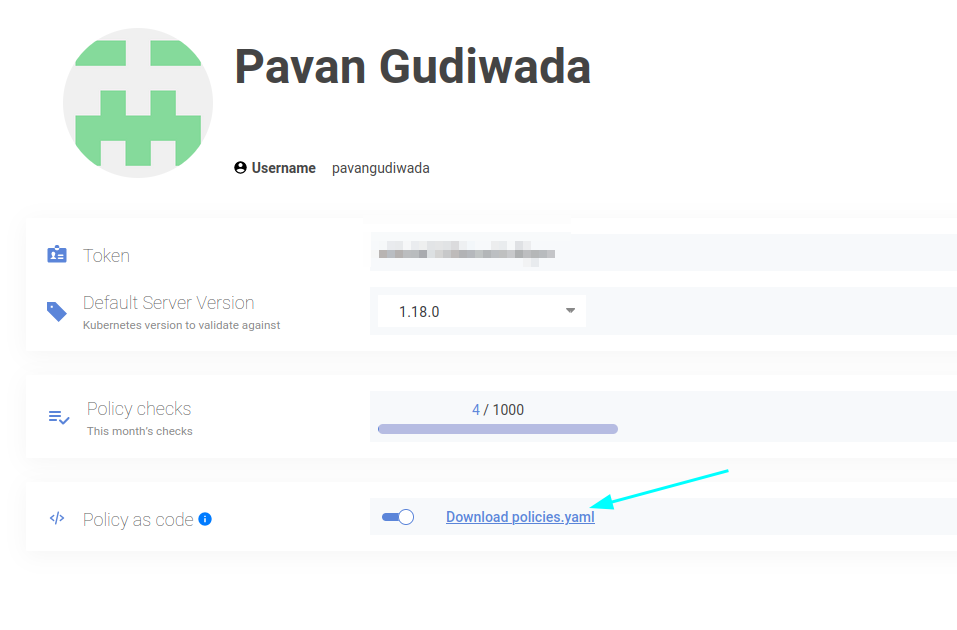 Pavan Gudiwada
Username pavangudiwada
Token
Default Server Version
Kubernetes version to validate against
1.18.0
Policy checks
This month's checks
4 / 1000
Policy as code
Download policies.yaml